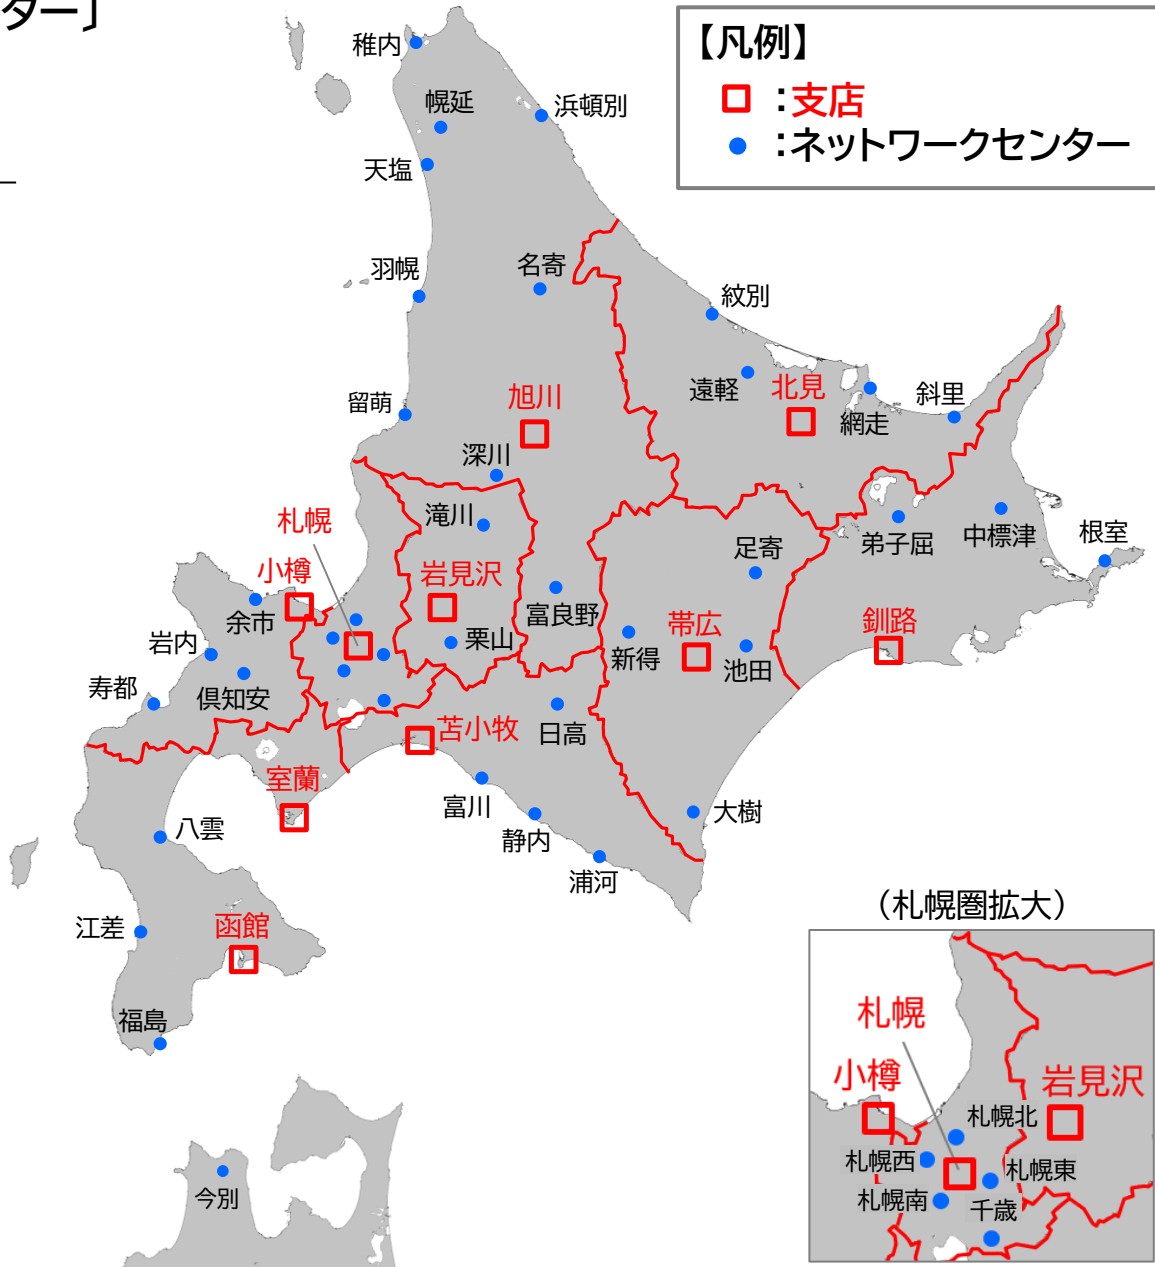 ター］
【凡例】
：支店
：ネットワークセンター
稚内
幌延
浜頓別
天塩
羽幌
名寄
紋別
遠軽
北見
網走
斜里
留萌
旭川
深川
滝川
札幌
小樽
岩見沢
余市
富良野
栗山
岩内
倶知安
寿都
足寄
弟子屈
中標津
根室
新得
帯広
池田
釧路
苫小牧
日高
室蘭
富川
静内
浦河
大樹
八雲
江差
函館
福島
今別
（札幌圏拡大）
札幌
小樽
岩見沢
札幌北
札幌西
札幌東
札幌南
千歳